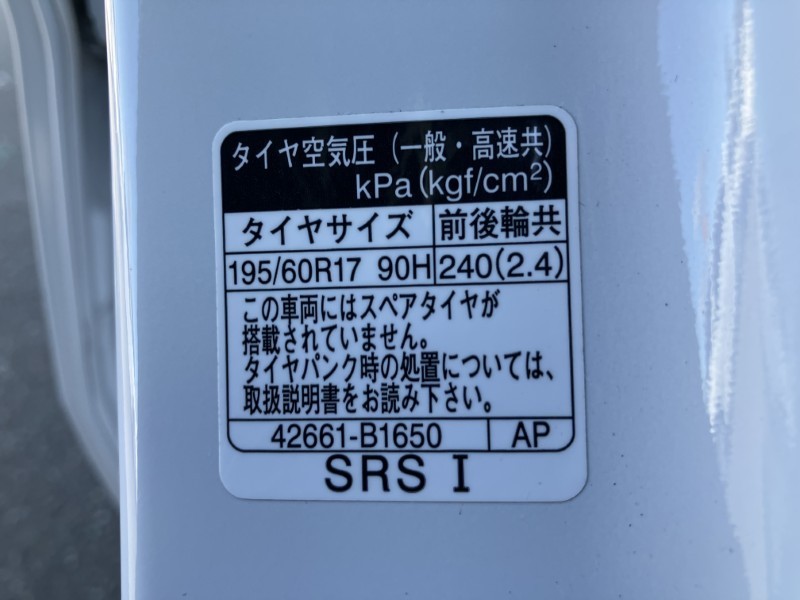 タイヤ空気圧(一般・高速共)
kPa(kgf/cm²)
タイヤサイズ 前後輪共
195/60R17 90H 240(2.4)
この車両にはスペアタイヤが
搭載されていません。
タイヤパンク時の処置については、
取扱説明書をお読み下さい。
42661-B1650 AP
SRS I